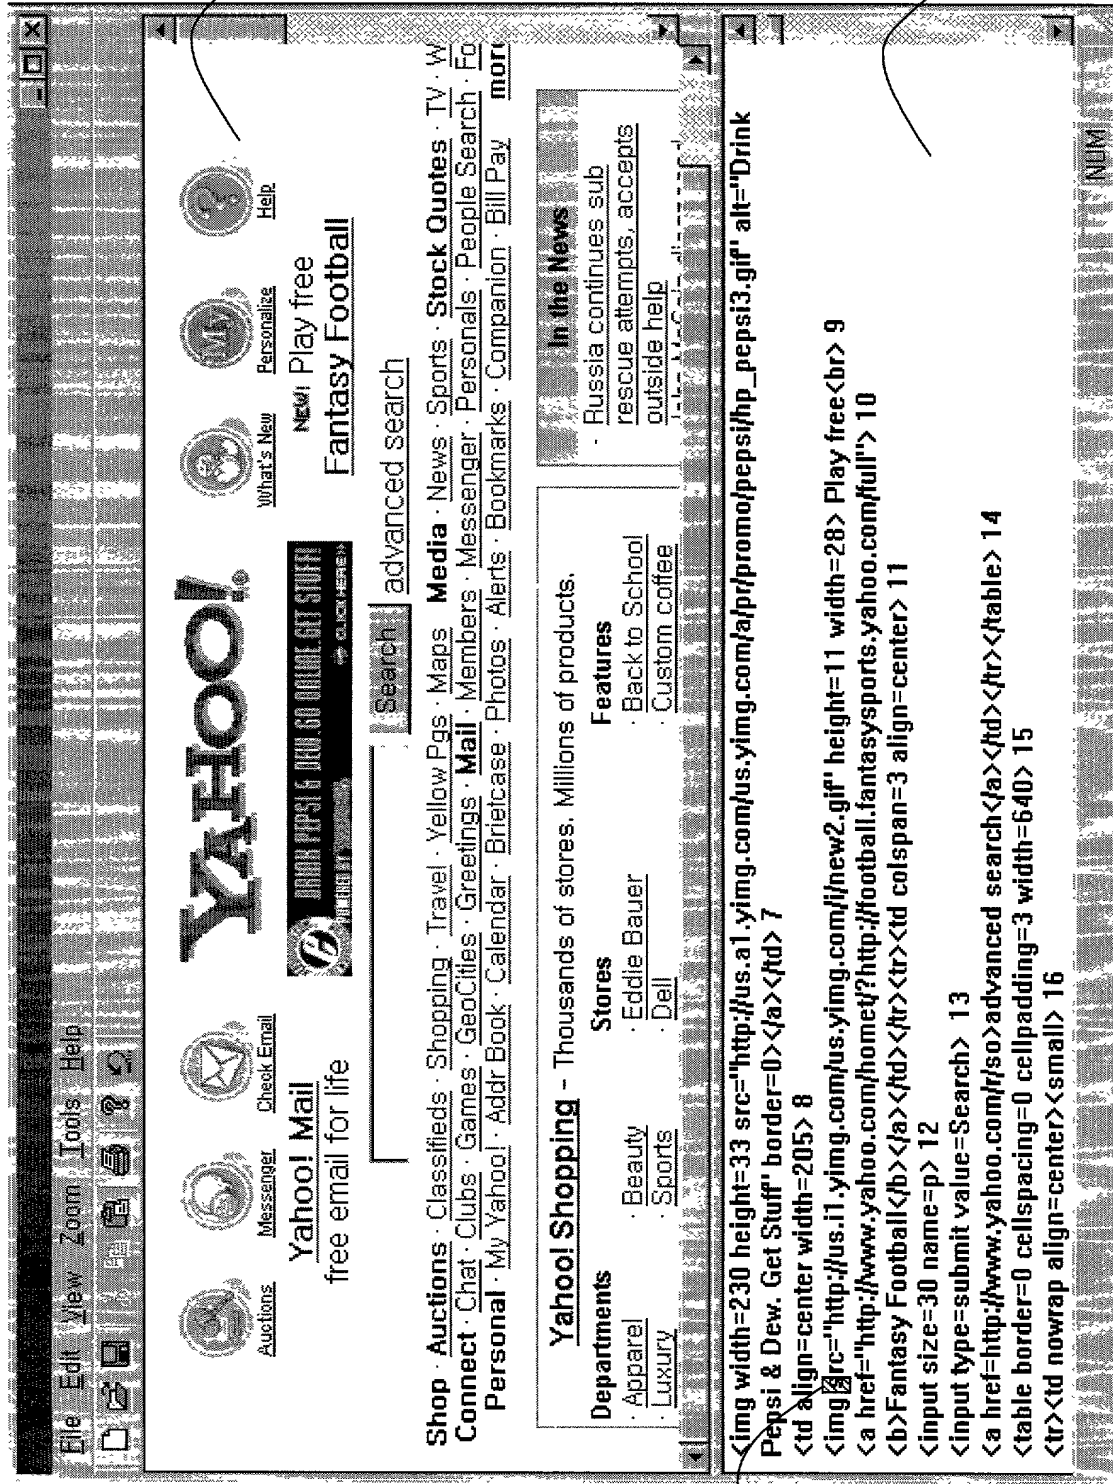 File Edit View Zoom Tools Help
YAHOO!
Auctions Messenger Check Email What's New Personalize Help
My
Yahoo! Mail
free email for life
DRINK PEPSI & DEW. GO ONLINE. GET STUFF!
CLICK HERE
NEW! Play free
Fantasy Football
Search advanced search
Shop · Auctions · Classifieds · Shopping · Travel · Yellow Pgs · Maps Media · News · Sports · Stock Quotes · TV · W
Connect · Chat · Clubs · Games · GeoCities · Greetings · Mail · Members · Messenger · Personals · People Search · Fo
Personal · My Yahoo! · Addr Book · Calendar · Briefcase · Photos · Alerts · Bookmarks · Companion · Bill Pay more
Yahoo! Shopping – Thousands of stores. Millions of products.
Departments Stores Features
· Apparel · Beauty · Eddie Bauer · Back to School
· Luxury · Sports · Dell · Custom coffee
In the News
· Russia continues sub
rescue attempts, accepts
outside help
<img width=230 height=33 src="http://us.a1.yimg.com/us.yimg.com/a/pr/promo/pepsi/hp_pepsi3.gif" alt="Drink
Pepsi & Dew. Get Stuff" border=0></a></td> 7
<td align=center width=205> 8
<img src="http://us.i1.yimg.com/us.yimg.com/i/new2.gif" height=11 width=28> Play free<br> 9
<a href="http://www.yahoo.com/homet/?http://football.fantasysports.yahoo.com/full"> 10
<b>Fantasy Football</b></a></td></tr><tr><td colspan=3 align=center> 11
<input size=30 name=p> 12
<input type=submit value=Search> 13
<a href=http://www.yahoo.com/r/so>advanced search</a></td></tr></table> 14
<table border=0 cellspacing=0 cellpadding=3 width=640> 15
<tr><td nowrap align=center><small> 16
NUM